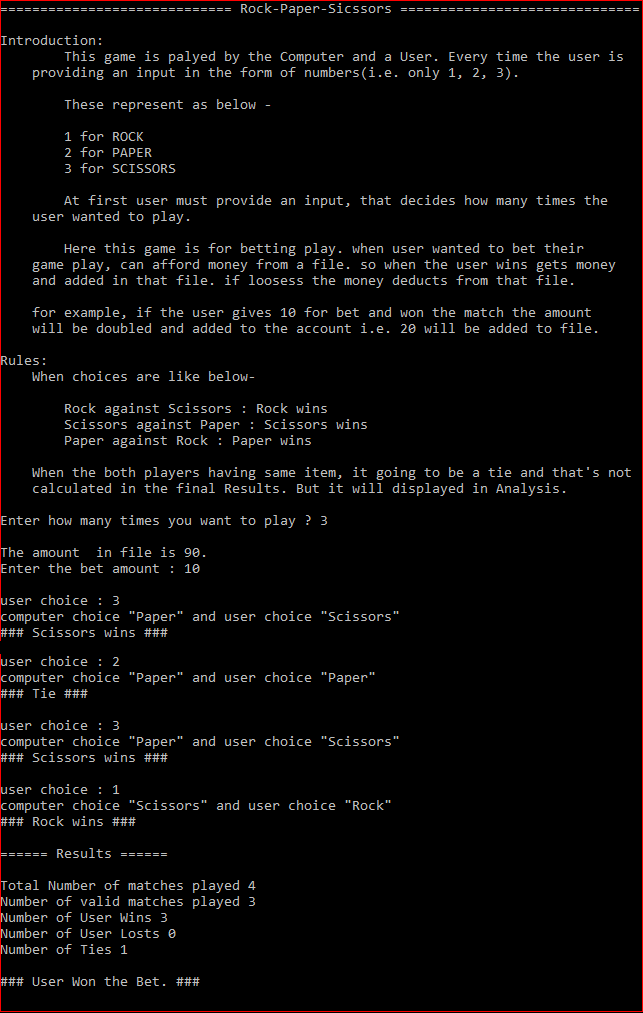 ============================= Rock-Paper-Sicssors ==============================
Introduction:
This game is palyed by the Computer and a User. Every time the user is
providing an input in the form of numbers(i.e. only 1, 2, 3).
These represent as below -
1 for ROCK
2 for PAPER
3 for SCISSORS
At first user must provide an input, that decides how many times the
user wanted to play.
Here this game is for betting play. when user wanted to bet their
game play, can afford money from a file. so when the user wins gets money
and added in that file. if loosess the money deducts from that file.
for example, if the user gives 10 for bet and won the match the amount
will be doubled and added to the account i.e. 20 will be added to file.
Rules:
When choices are like below-
Rock against Scissors : Rock wins
Scissors against Paper : Scissors wins
Paper against Rock : Paper wins
When the both players having same item, it going to be a tie and that's not
calculated in the final Results. But it will displayed in Analysis.
Enter how many times you want to play ? 3
The amount  in file is 90.
Enter the bet amount : 10
user choice : 3
computer choice "Paper" and user choice "Scissors"
### Scissors wins ###
user choice : 2
computer choice "Paper" and user choice "Paper"
### Tie ###
user choice : 3
computer choice "Paper" and user choice "Scissors"
### Scissors wins ###
user choice : 1
computer choice "Scissors" and user choice "Rock"
### Rock wins ###
====== Results ======
Total Number of matches played 4
Number of valid matches played 3
Number of User Wins 3
Number of User Losts 0
Number of Ties 1
### User Won the Bet. ###